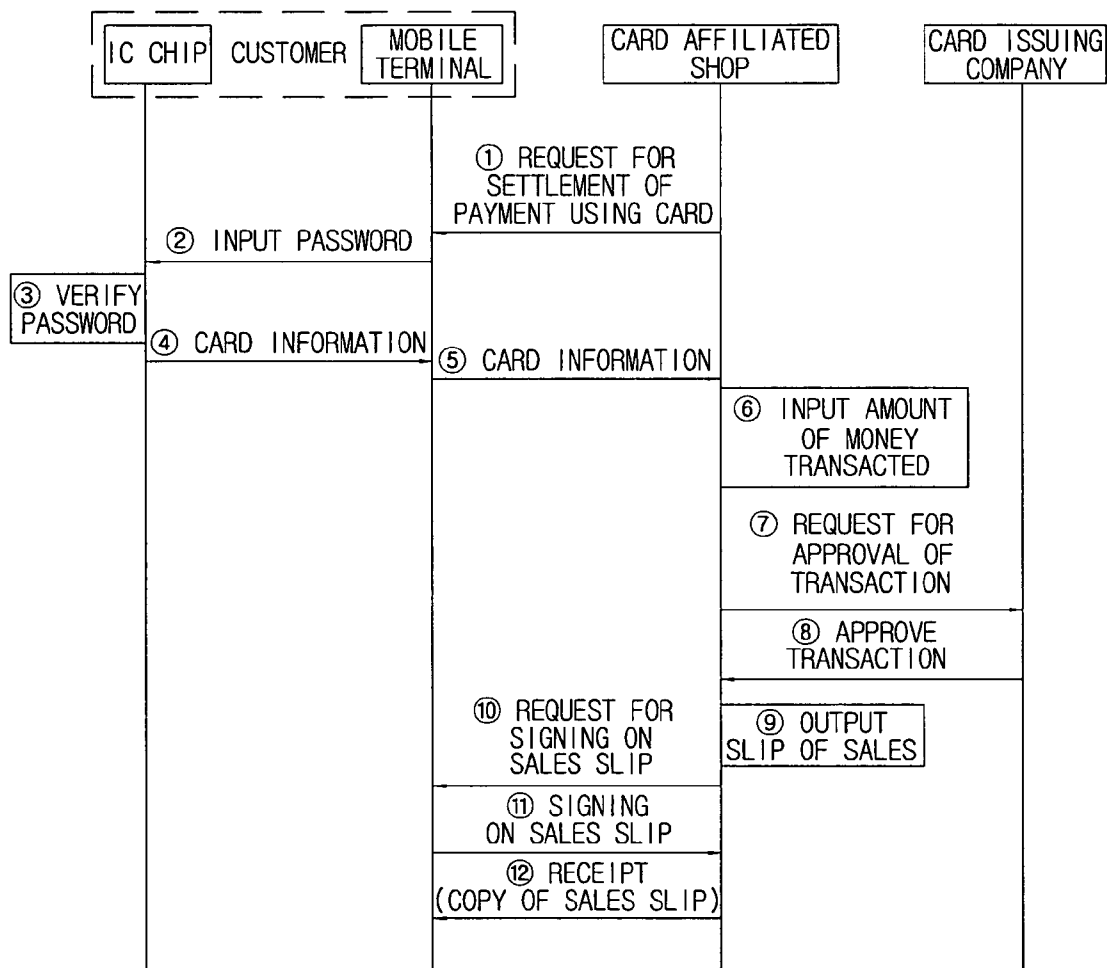 IC CHIP
CUSTOMER
MOBILE
TERMINAL
CARD AFFILIATED
SHOP
CARD ISSUING
COMPANY
① REQUEST FOR
SETTLEMENT OF
PAYMENT USING CARD
② INPUT PASSWORD
③ VERIFY
PASSWORD
④ CARD INFORMATION
⑤ CARD INFORMATION
⑥ INPUT AMOUNT
OF MONEY
TRANSACTED
⑦ REQUEST FOR
APPROVAL OF
TRANSACTION
⑧ APPROVE
TRANSACTION
⑨ OUTPUT
SLIP OF SALES
⑩ REQUEST FOR
SIGNING ON
SALES SLIP
⑪ SIGNING
ON SALES SLIP
⑫ RECEIPT
(COPY OF SALES SLIP)